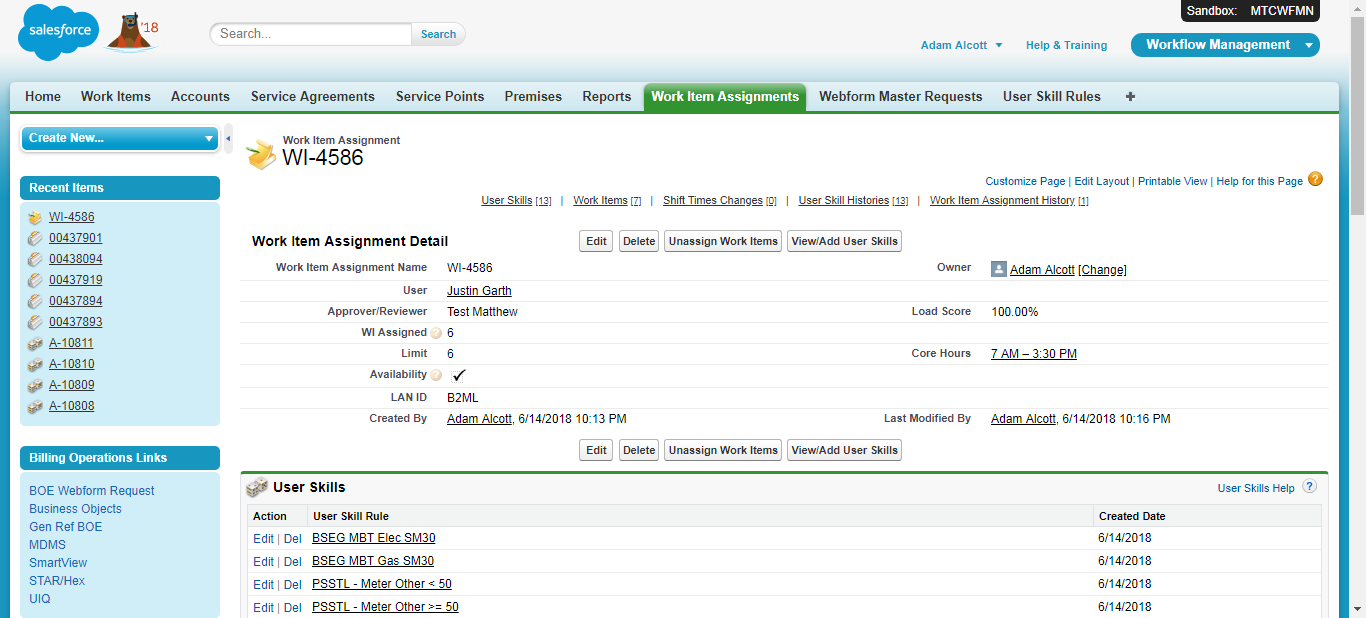 Sandbox: MTCWFMN
salesforce '18 Search... Search
Adam Alcott Help & Training Workflow Management
Home Work Items Accounts Service Agreements Service Points Premises Reports Work Item Assignments Webform Master Requests User Skill Rules +
Create New...
Recent Items
WI-4586
00437901
00438094
00437919
00437894
00437893
A-10811
A-10810
A-10809
A-10808
Billing Operations Links
BOE Webform Request
Business Objects
Gen Ref BOE
MDMS
SmartView
STAR/Hex
UIQ
Work Item Assignment
WI-4586
Customize Page | Edit Layout | Printable View | Help for this Page ?
User Skills [13] | Work Items [7] | Shift Times Changes [0] | User Skill Histories [13] | Work Item Assignment History [1]
Work Item Assignment Detail Edit Delete Unassign Work Items View/Add User Skills
Work Item Assignment Name WI-4586 Owner Adam Alcott [Change]
User Justin Garth
Approver/Reviewer Test Matthew Load Score 100.00%
WI Assigned ? 6
Limit 6 Core Hours 7 AM – 3:30 PM
Availability ? ✓
LAN ID B2ML
Created By Adam Alcott, 6/14/2018 10:13 PM Last Modified By Adam Alcott, 6/14/2018 10:16 PM
Edit Delete Unassign Work Items View/Add User Skills
User Skills User Skills Help ?
Action User Skill Rule Created Date
Edit | Del BSEG MBT Elec SM30 6/14/2018
Edit | Del BSEG MBT Gas SM30 6/14/2018
Edit | Del PSSTL - Meter Other < 50 6/14/2018
Edit | Del PSSTL - Meter Other >= 50 6/14/2018